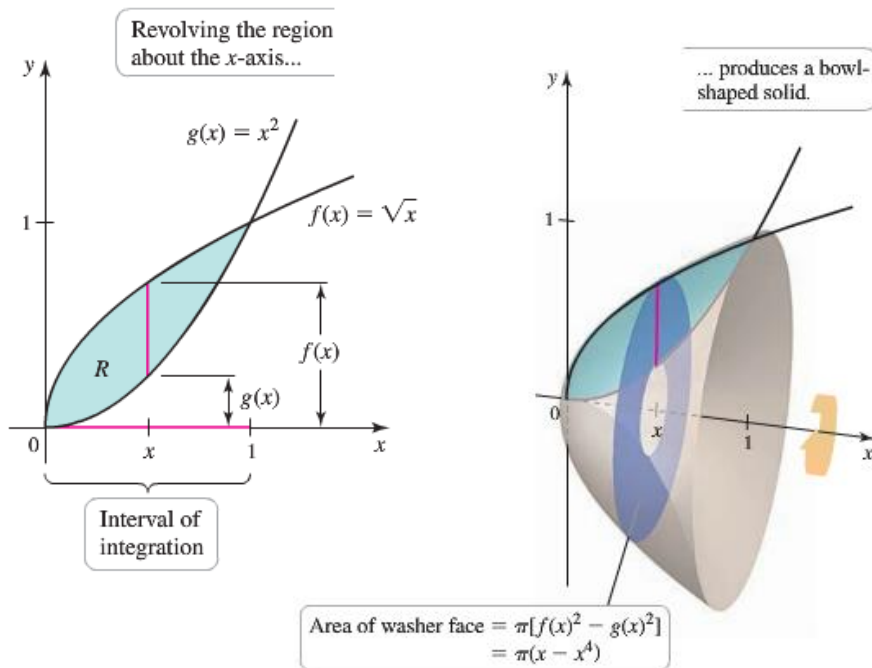 Revolving the region
about the x-axis...
y
g(x) = x²
1
f(x) = √x
R
f(x)
g(x)
0
x
1
x
Interval of
integration
... produces a bowl-
shaped solid.
y
1
0
x
1
x
Area of washer face = π[f(x)² − g(x)²]
= π(x − x⁴)